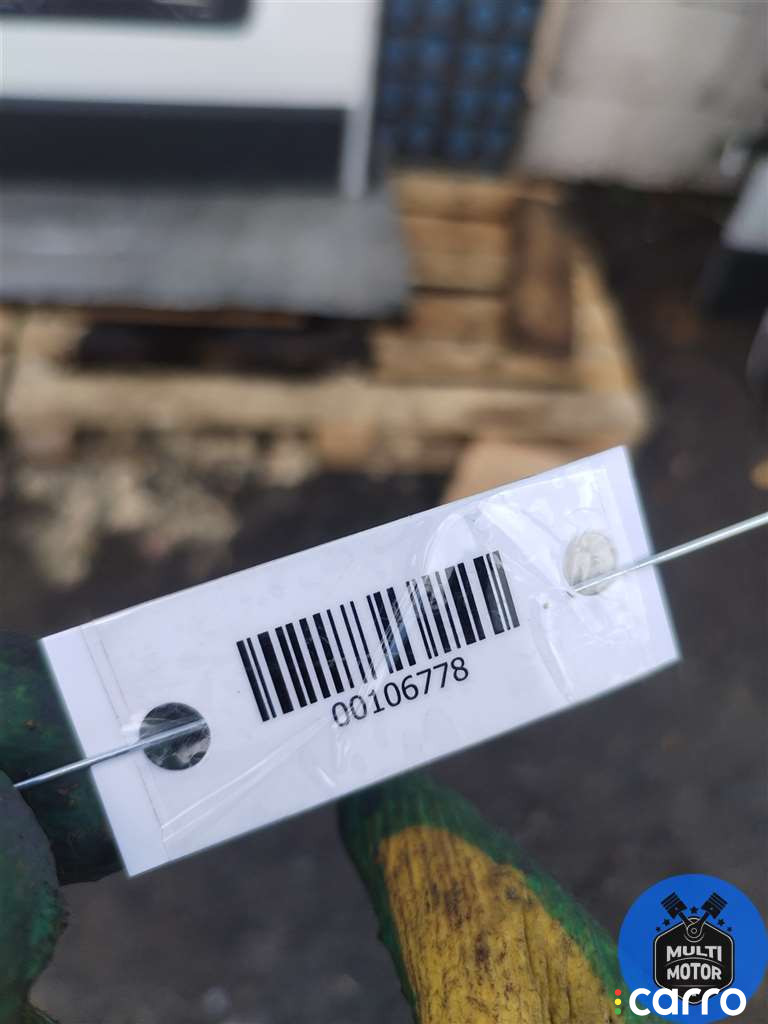 00106778
MULTI
MOTOR
carro